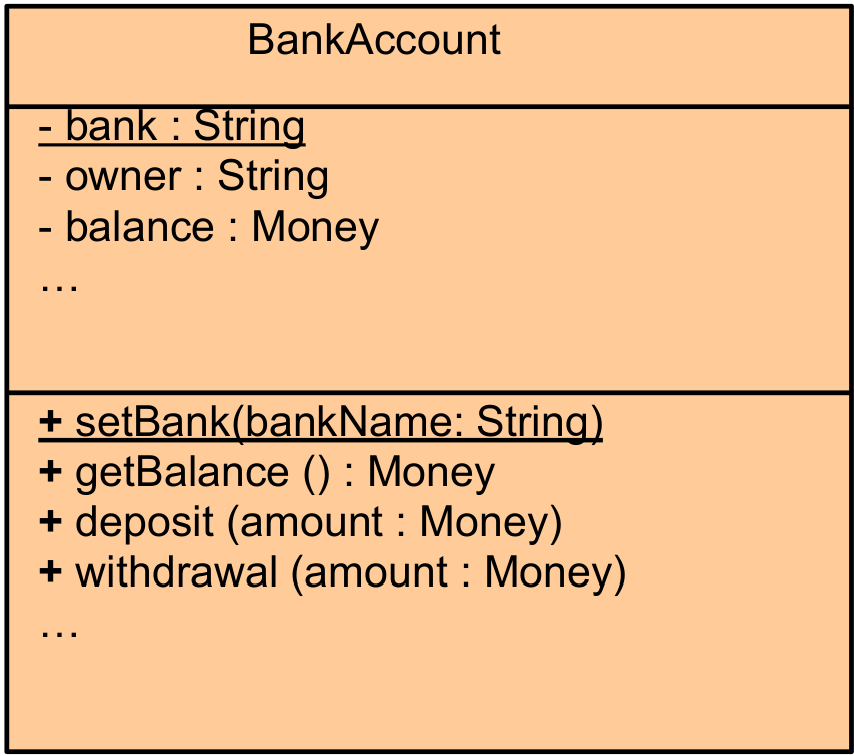 BankAccount
- bank : String
- owner : String
- balance : Money
…
+ setBank(bankName: String)
+ getBalance () : Money
+ deposit (amount : Money)
+ withdrawal (amount : Money)
…